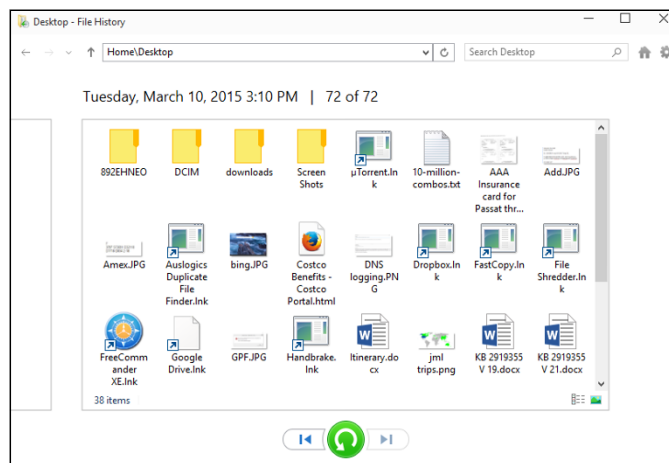 Desktop - File History
Home\Desktop
Search Desktop
Tuesday, March 10, 2015 3:10 PM | 72 of 72
892EHNEO
DCIM
downloads
Screen
Shots
µTorrent.ln
k
10-million-
combos.txt
AAA
Insurance
card for
Passat thr...
Add.JPG
Amex.JPG
Auslogics
Duplicate
File
Finder.lnk
bing.JPG
Costco
Benefits -
Costco
Portal.html
DNS
logging.PN
G
Dropbox.ln
k
FastCopy.ln
k
File
Shredder.ln
k
FreeComm
ander
XE.lnk
Google
Drive.lnk
GPF.JPG
Handbrake.
lnk
Itinerary.do
cx
jml
trips.png
KB 2919355
V 19.docx
KB 2919355
V 21.docx
38 items